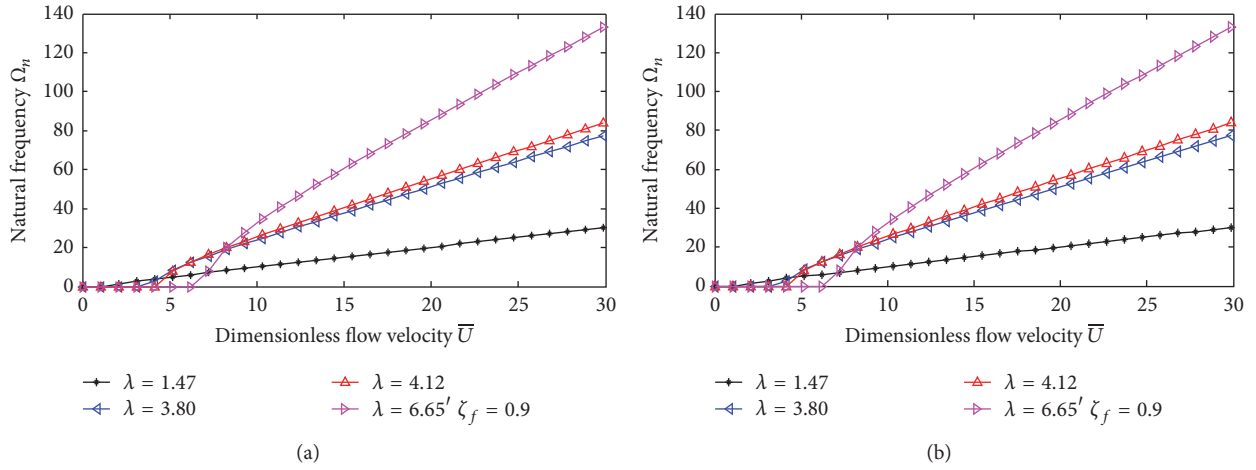 140
120
100
80
60
40
20
0
Natural frequency Ωₙ
0 5 10 15 20 25 30
Dimensionless flow velocity U̅
λ = 1.47
λ = 3.80
λ = 4.12
λ = 6.65′ ζ_f = 0.9
(a)
140
120
100
80
60
40
20
0
Natural frequency Ωₙ
0 5 10 15 20 25 30
Dimensionless flow velocity U̅
λ = 1.47
λ = 3.80
λ = 4.12
λ = 6.65′ ζ_f = 0.9
(b)